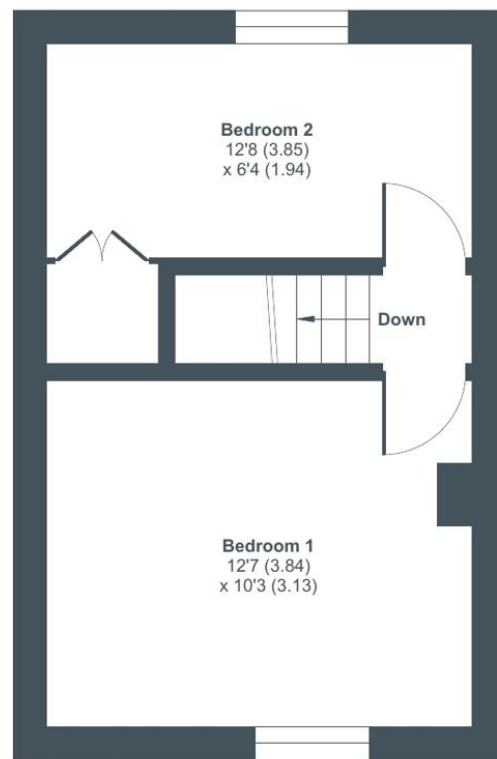 Bedroom 2
12'8 (3.85)
x 6'4 (1.94)
Down
Bedroom 1
12'7 (3.84)
x 10'3 (3.13)